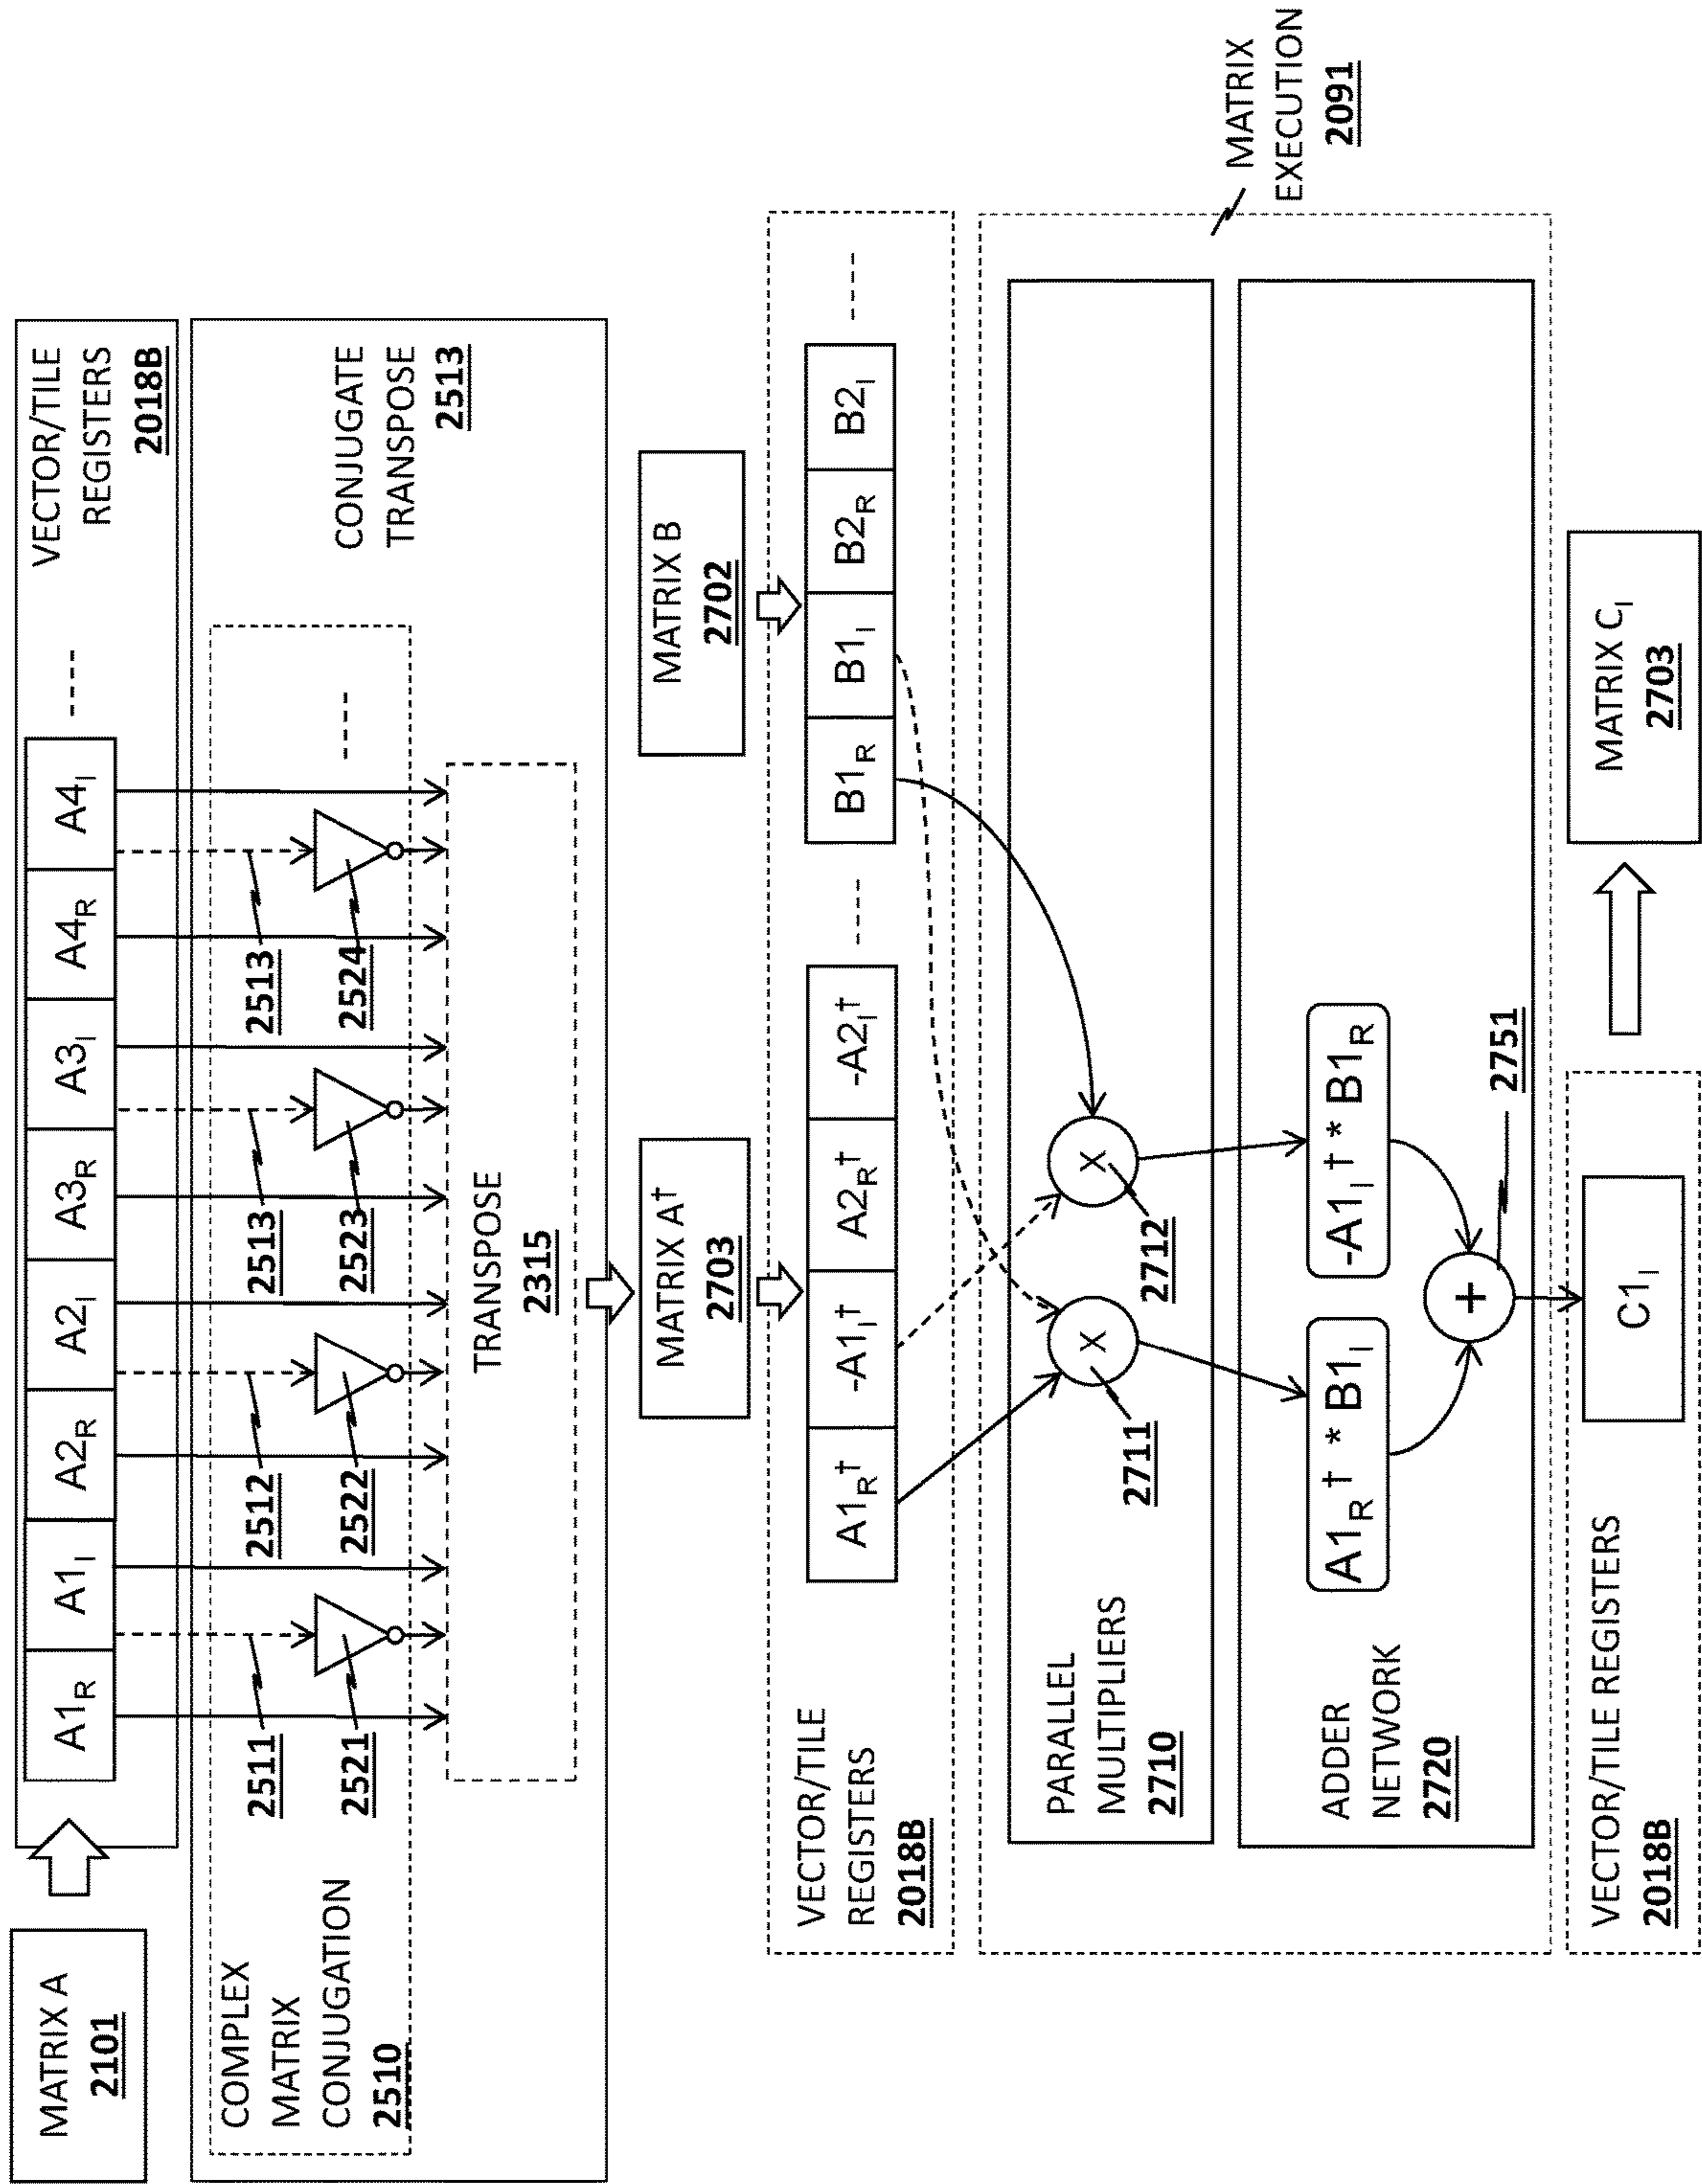 MATRIX A
2101
VECTOR/TILE
REGISTERS
2018B
A1R
A1I
A2R
A2I
A3R
A3I
A4R
A4I
COMPLEX
MATRIX
CONJUGATION
2510
2511
2521
2512
2522
2513
2523
2513
2524
CONJUGATE
TRANSPOSE
2513
TRANSPOSE
2315
MATRIX A†
2703
MATRIX B
2702
VECTOR/TILE
REGISTERS
2018B
A1R†
-A1I†
A2R†
-A2I†
B1R
B1I
B2R
B2I
PARALLEL
MULTIPLIERS
2710
X
2711
X
2712
MATRIX
EXECUTION
2091
ADDER
NETWORK
2720
A1R† * B1I
-A1I† * B1R
+
2751
VECTOR/TILE REGISTERS
2018B
C1I
MATRIX CI
2703